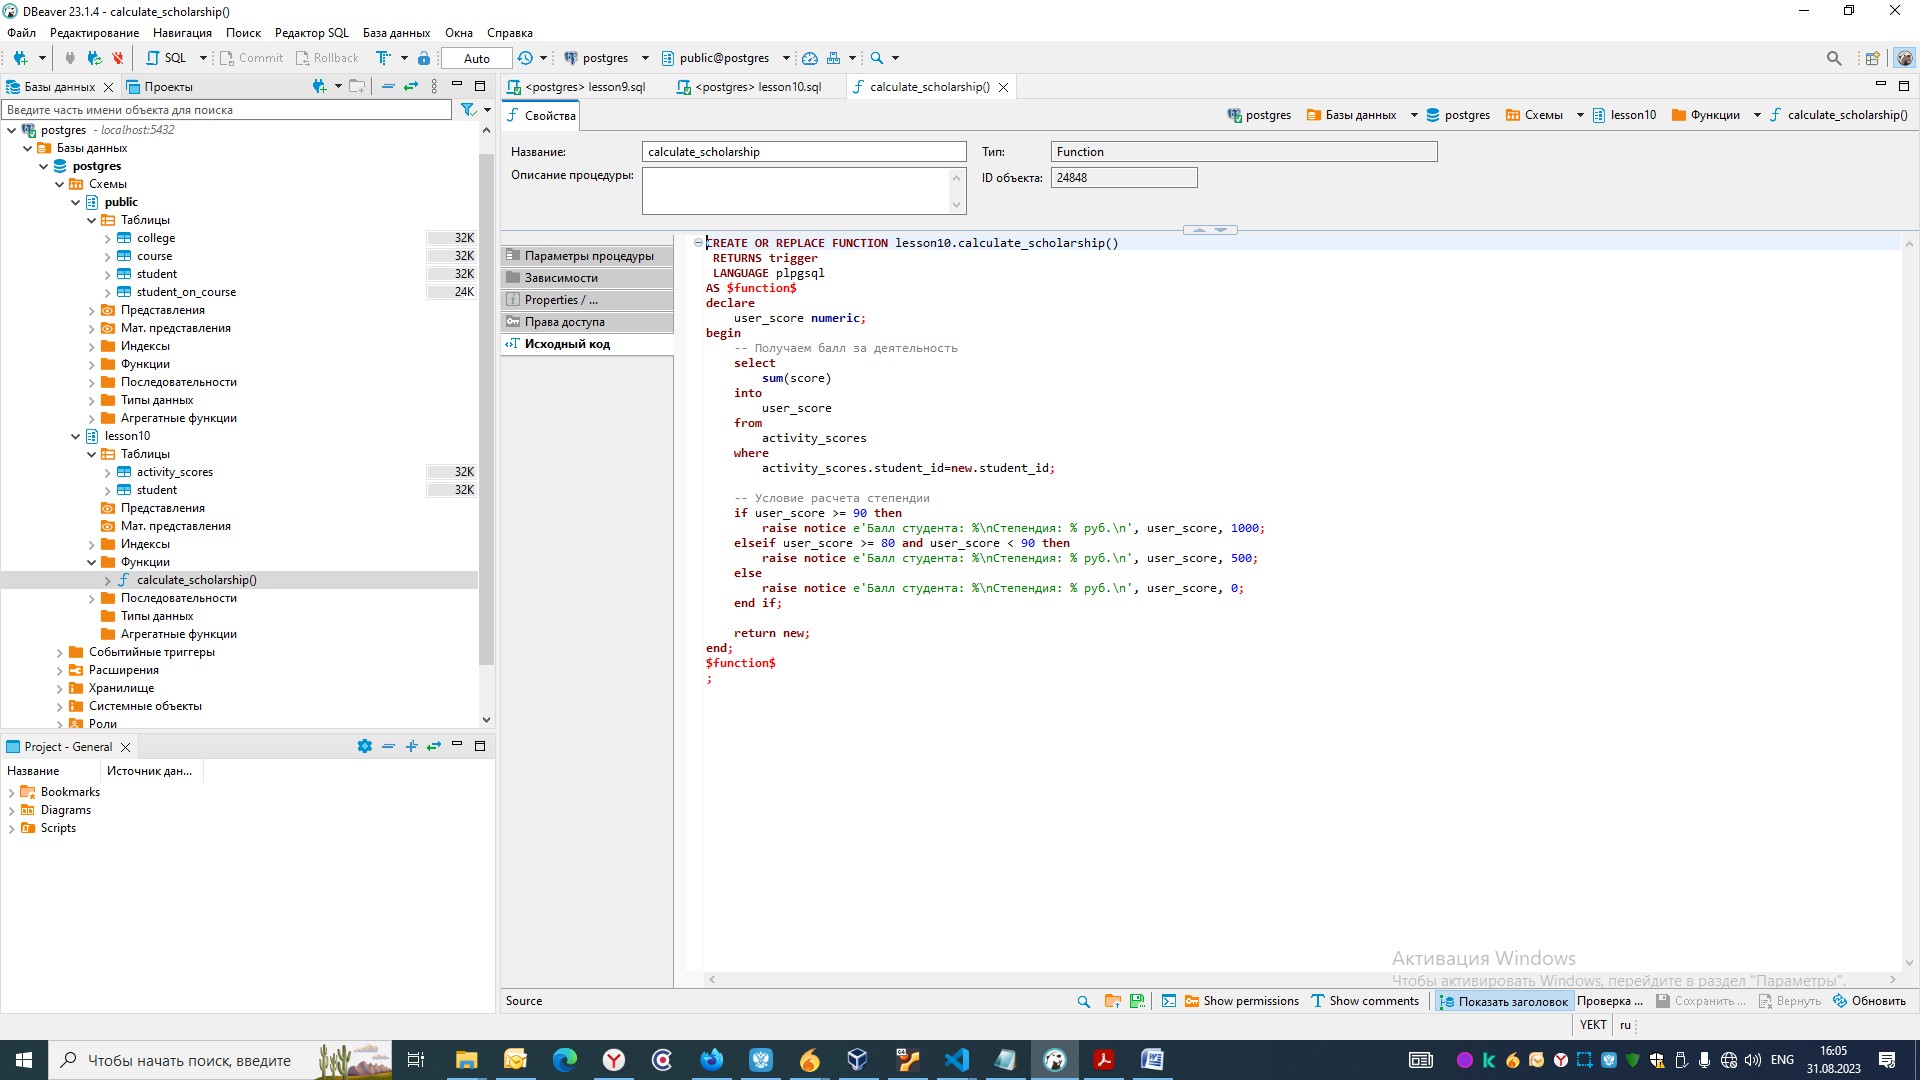 DBeaver 23.1.4 - calculate_scholarship()
Файл Редактирование Навигация Поиск Редактор SQL База данных Окна Справка
SQL Commit Rollback Auto postgres public@postgres
Базы данных Проекты
Введите часть имени объекта для поиска
postgres - localhost:5432
Базы данных
postgres
Схемы
public
Таблицы
college 32K
course 32K
student 32K
student_on_course 24K
Представления
Мат. представления
Индексы
Функции
Последовательности
Типы данных
Агрегатные функции
lesson10
Таблицы
activity_scores 32K
student 32K
Представления
Мат. представления
Индексы
Функции
calculate_scholarship()
Последовательности
Типы данных
Агрегатные функции
Событийные триггеры
Расширения
Хранилище
Системные объекты
Роли
Project - General
Название Источник дан...
Bookmarks
Diagrams
Scripts
<postgres> lesson9.sql <postgres> lesson10.sql calculate_scholarship()
Свойства postgres Базы данных postgres Схемы lesson10 Функции calculate_scholarship()
Название: calculate_scholarship Тип: Function
Описание процедуры: ID объекта: 24848
Параметры процедуры
Зависимости
Properties / ...
Права доступа
Исходный код
CREATE OR REPLACE FUNCTION lesson10.calculate_scholarship()
RETURNS trigger
LANGUAGE plpgsql
AS $function$
declare
user_score numeric;
begin
-- Получаем балл за деятельность
select
sum(score)
into
user_score
from
activity_scores
where
activity_scores.student_id=new.student_id;
-- Условие расчета степендии
if user_score >= 90 then
raise notice e'Балл студента: %\nСтепендия: % руб.\n', user_score, 1000;
elseif user_score >= 80 and user_score < 90 then
raise notice e'Балл студента: %\nСтепендия: % руб.\n', user_score, 500;
else
raise notice e'Балл студента: %\nСтепендия: % руб.\n', user_score, 0;
end if;
return new;
end;
$function$
;
Активация Windows
Чтобы активировать Windows, перейдите в раздел "Параметры".
Source Show permissions Show comments Показать заголовок Проверка ... Сохранить ... Вернуть Обновить
YEKT ru
Чтобы начать поиск, введите
ENG 16:05
31.08.2023